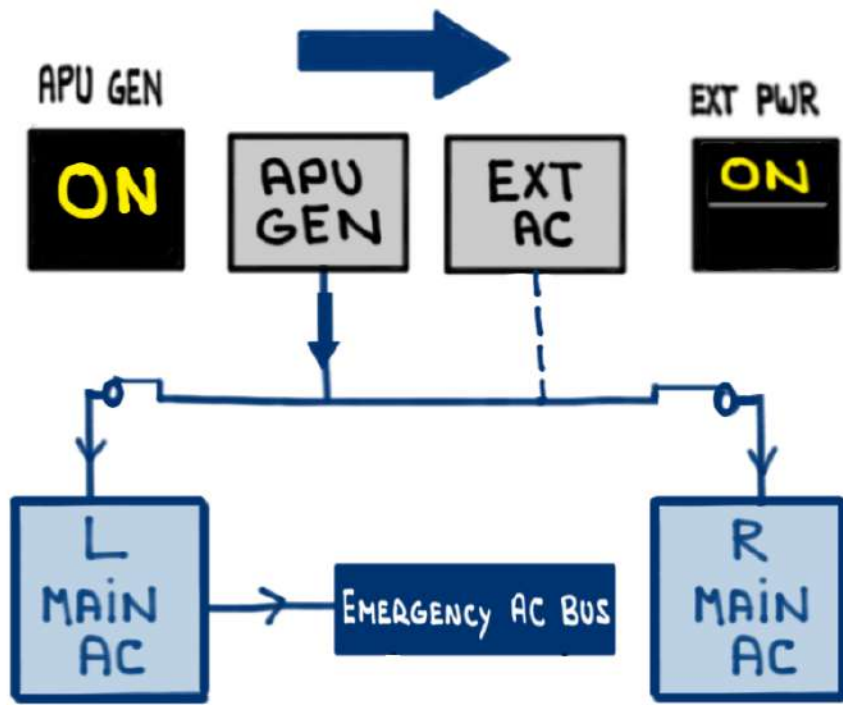 APU GEN
ON
APU
GEN
EXT
AC
EXT PWR
ON
L
MAiN
AC
EMERGENCY AC BUS
R
MAiN
AC